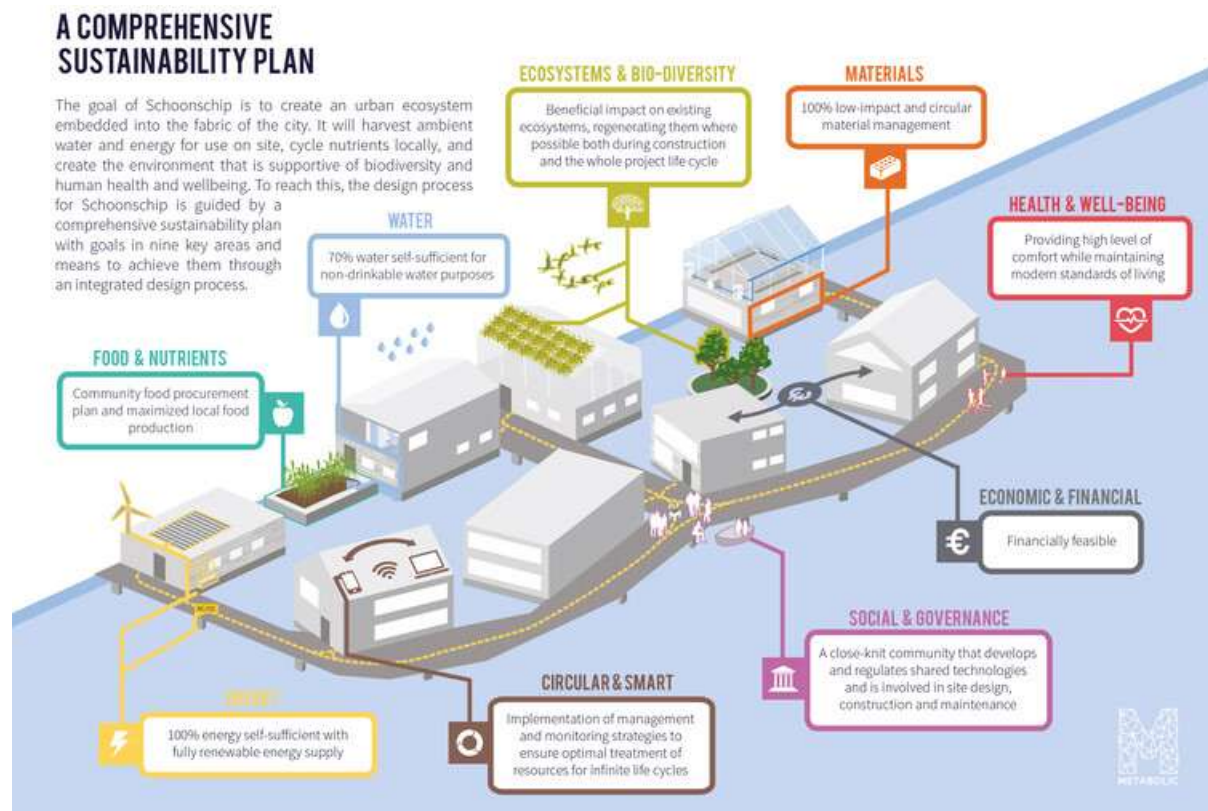 A COMPREHENSIVE
SUSTAINABILITY PLAN
The goal of Schoonschip is to create an urban ecosystem
embedded into the fabric of the city. It will harvest ambient
water and energy for use on site, cycle nutrients locally, and
create the environment that is supportive of biodiversity and
human health and wellbeing. To reach this, the design process
for Schoonschip is guided by a
comprehensive sustainability plan
with goals in nine key areas and
means to achieve them through
an integrated design process.
ECOSYSTEMS & BIO-DIVERSITY
Beneficial impact on existing
ecosystems, regenerating them where
possible both during construction
and the whole project life cycle
MATERIALS
100% low-impact and circular
material management
HEALTH & WELL-BEING
Providing high level of
comfort while maintaining
modern standards of living
WATER
70% water self-sufficient for
non-drinkable water purposes
FOOD & NUTRIENTS
Community food procurement
plan and maximized local food
production
ECONOMIC & FINANCIAL
€
Financially feasible
SOCIAL & GOVERNANCE
A close-knit community that develops
and regulates shared technologies
and is involved in site design,
construction and maintenance
CIRCULAR & SMART
Implementation of management
and monitoring strategies to
ensure optimal treatment of
resources for infinite life cycles
ENERGY
100% energy self-sufficient with
fully renewable energy supply
METABOLIC